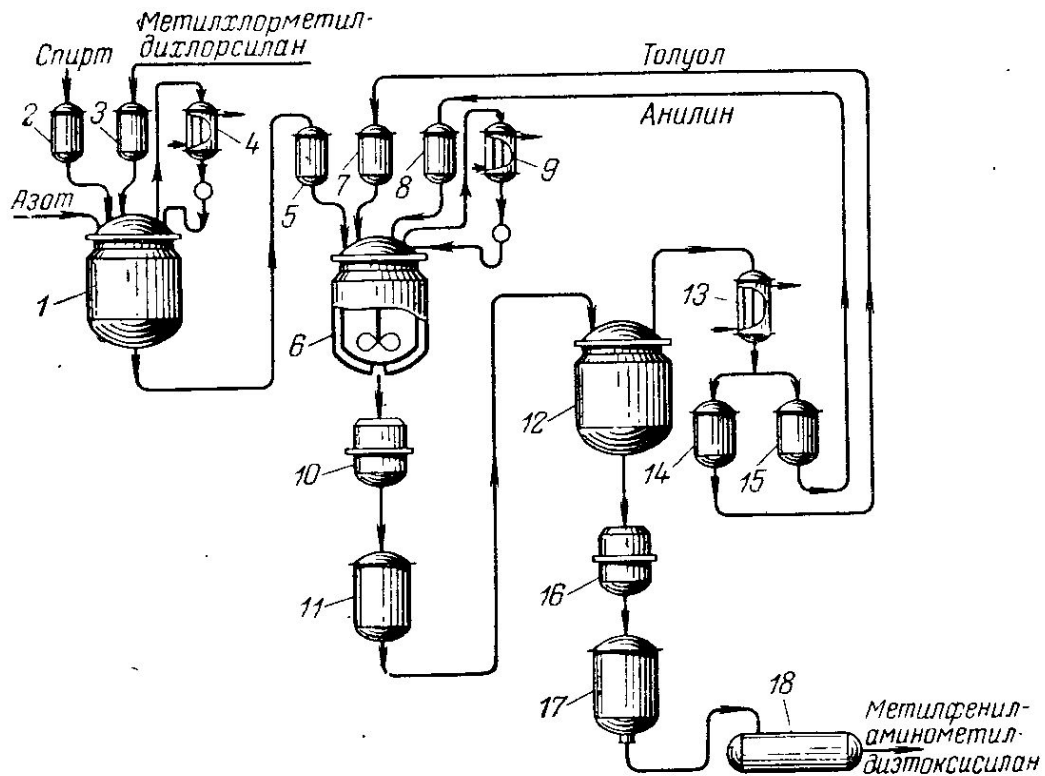 Метилхлорметил-
дихлорсилан
Спирт
Толуол
Анилин
2
3
4
5
7
8
9
Азот
1
6
13
12
14
15
10
11
16
17
18
Метилфенил-
аминометил-
диэтоксисилан